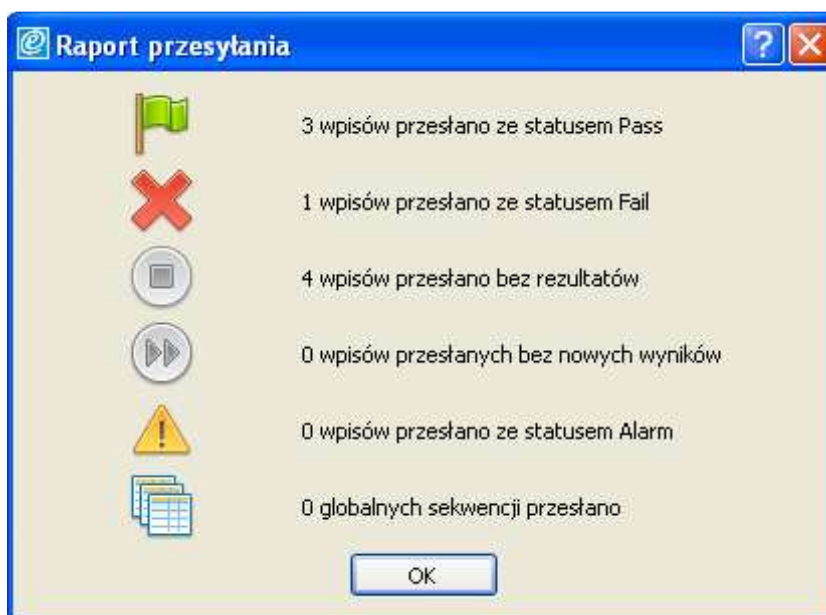 Raport przesyłania
3 wpisów przesłano ze statusem Pass
1 wpisów przesłano ze statusem Fail
4 wpisów przesłano bez rezultatów
0 wpisów przesłanych bez nowych wyników
0 wpisów przesłano ze statusem Alarm
0 globalnych sekwencji przesłano
OK